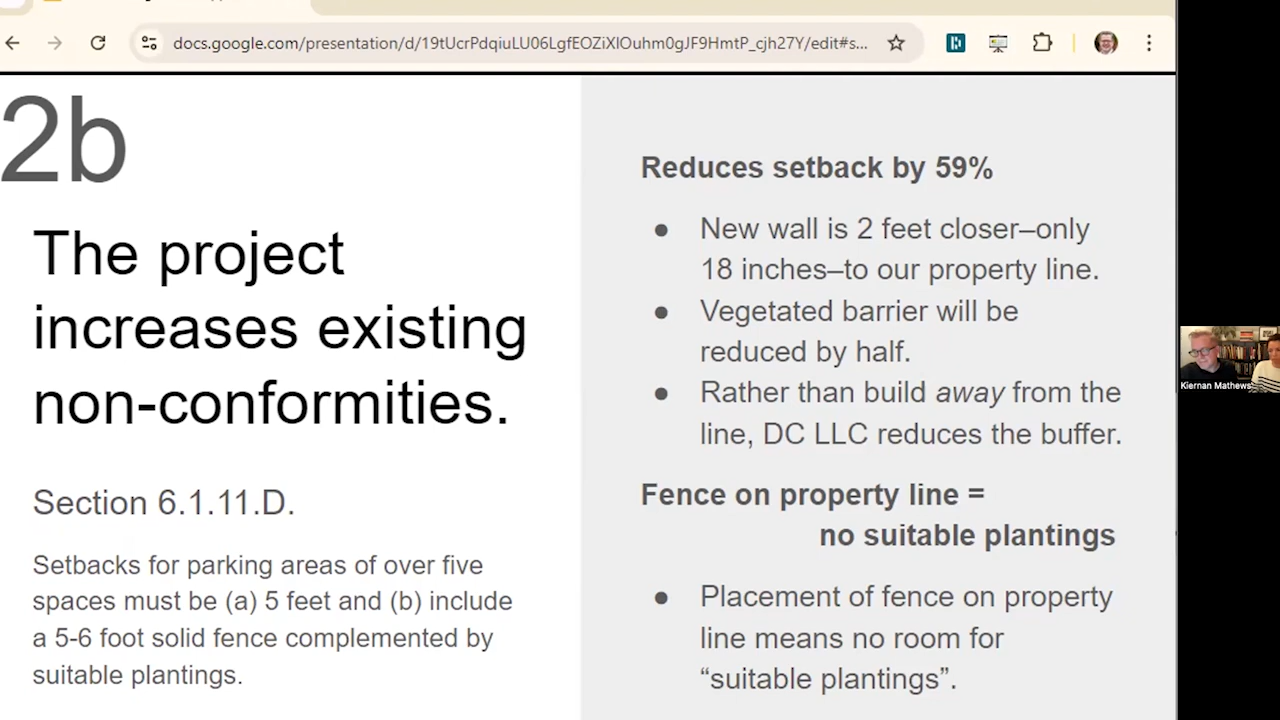 docs.google.com/presentation/d/19tUcrPdqiuLU06LgfEOZiXlOuhm0gJF9HmtP_cjh27Y/edit#s...
2b
The project
increases existing
non-conformities.
Section 6.1.11.D.
Setbacks for parking areas of over five
spaces must be (a) 5 feet and (b) include
a 5-6 foot solid fence complemented by
suitable plantings.
Reduces setback by 59%
● New wall is 2 feet closer–only
18 inches–to our property line.
● Vegetated barrier will be
reduced by half.
● Rather than build away from the
line, DC LLC reduces the buffer.
Fence on property line =
no suitable plantings
● Placement of fence on property
line means no room for
“suitable plantings”.
Kiernan Mathews